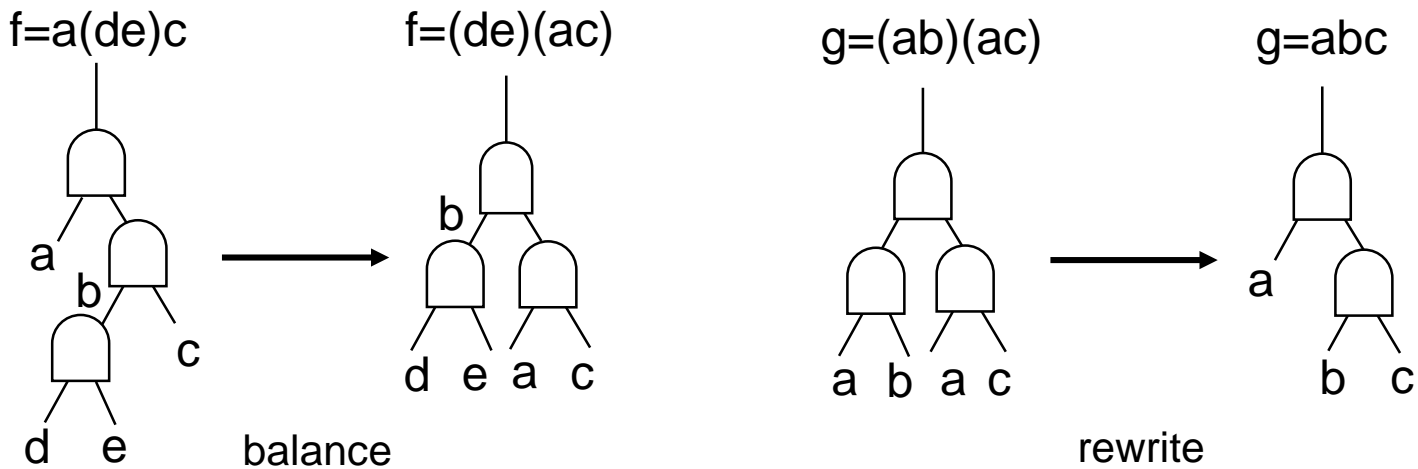 f=a(de)c
a
b
c
d e
balance
f=(de)(ac)
b
d e a c
g=(ab)(ac)
a b a c
rewrite
g=abc
a
b c